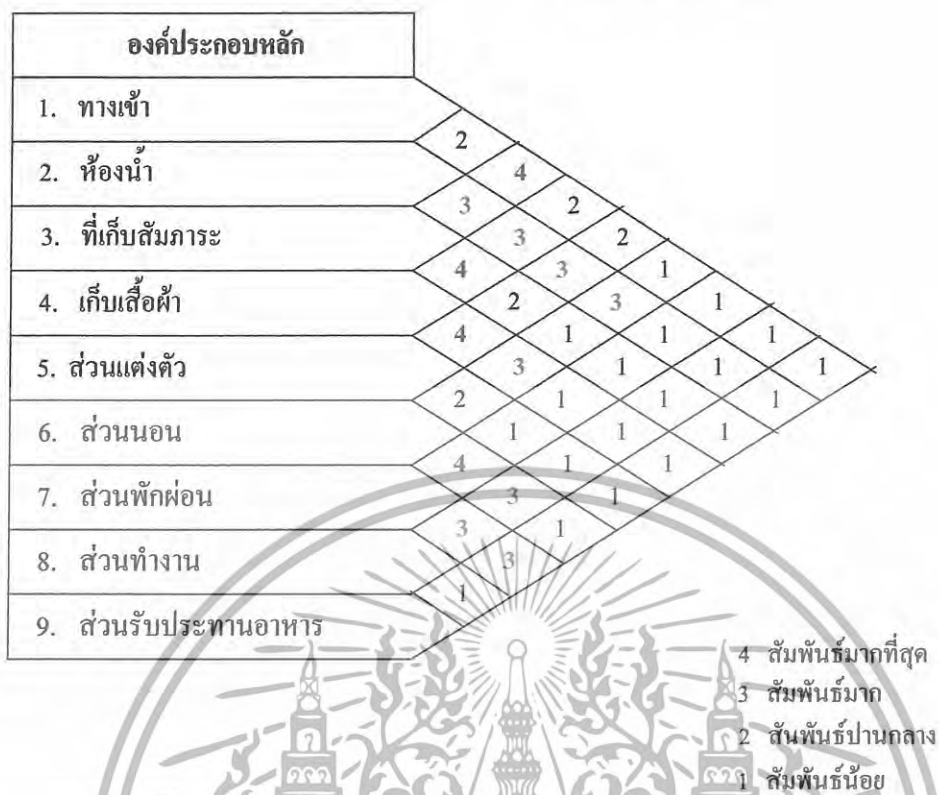 องค์ประกอบหลัก
1. ทางเข้า
2
2. ห้องน้ำ 4
3 2
3. ที่เก็บสัมภาระ 3 2
4 3 1
4. เก็บเสื้อผ้า 2 3 1
4 1 1 1
5. ส่วนแต่งตัว 3 1 1 1
2 1 1 1
6. ส่วนนอน 1 1 1
4 1 1
7. ส่วนพักผ่อน 3 1
3 1
8. ส่วนทำงาน 3
1
9. ส่วนรับประทานอาหาร
4 สัมพันธ์มากที่สุด
3 สัมพันธ์มาก
2 สันพันธ์ปานกลาง
1 สัมพันธ์น้อย